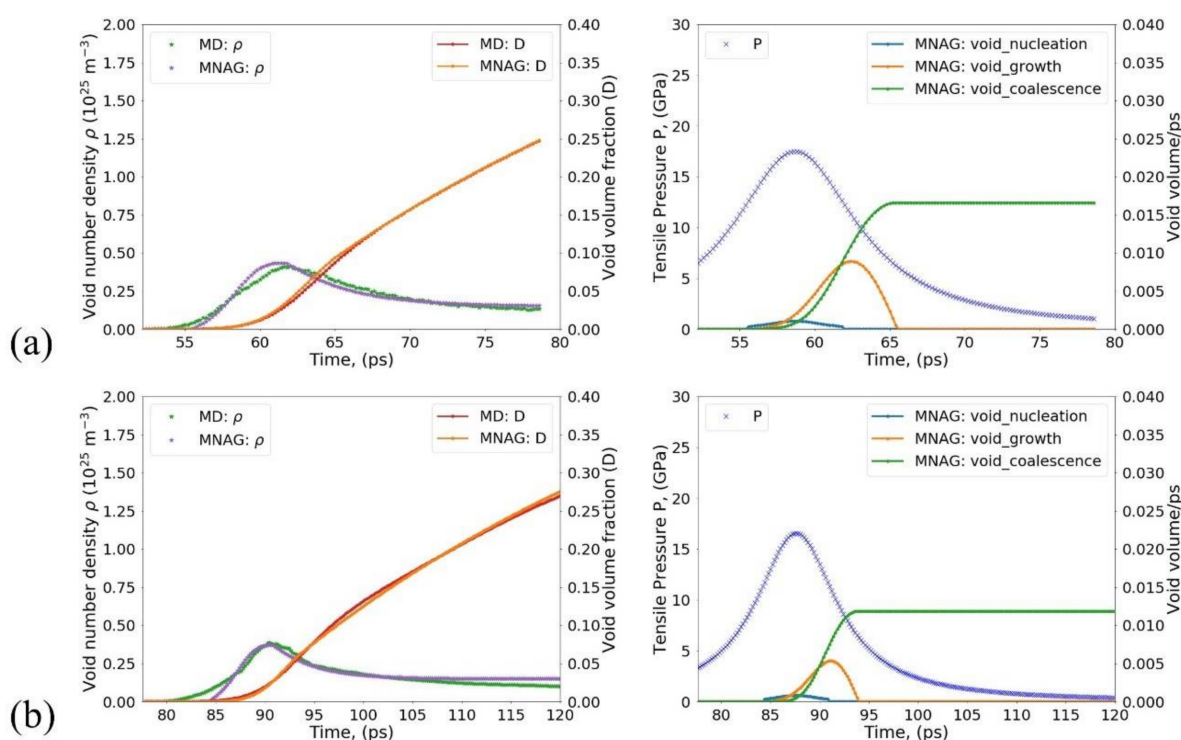 (a)
Void number density ρ (10²⁵ m⁻³)
2.00
1.75
1.50
1.25
1.00
0.75
0.50
0.25
0.00
MD: ρ
MNAG: ρ
MD: D
MNAG: D
0.40
0.35
0.30
0.25
0.20
0.15
0.10
0.05
0.00
Void volume fraction (D)
55 60 65 70 75 80
Time, (ps)
Tensile Pressure P, (GPa)
30
25
20
15
10
5
0
P
MNAG: void_nucleation
MNAG: void_growth
MNAG: void_coalescence
0.040
0.035
0.030
0.025
0.020
0.015
0.010
0.005
0.000
Void volume/ps
55 60 65 70 75 80
Time, (ps)
(b)
Void number density ρ (10²⁵ m⁻³)
2.00
1.75
1.50
1.25
1.00
0.75
0.50
0.25
0.00
MD: ρ
MNAG: ρ
MD: D
MNAG: D
0.40
0.35
0.30
0.25
0.20
0.15
0.10
0.05
0.00
Void volume fraction (D)
80 85 90 95 100 105 110 115 120
Time, (ps)
Tensile Pressure P, (GPa)
30
25
20
15
10
5
0
P
MNAG: void_nucleation
MNAG: void_growth
MNAG: void_coalescence
0.040
0.035
0.030
0.025
0.020
0.015
0.010
0.005
0.000
Void volume/ps
80 85 90 95 100 105 110 115 120
Time, (ps)